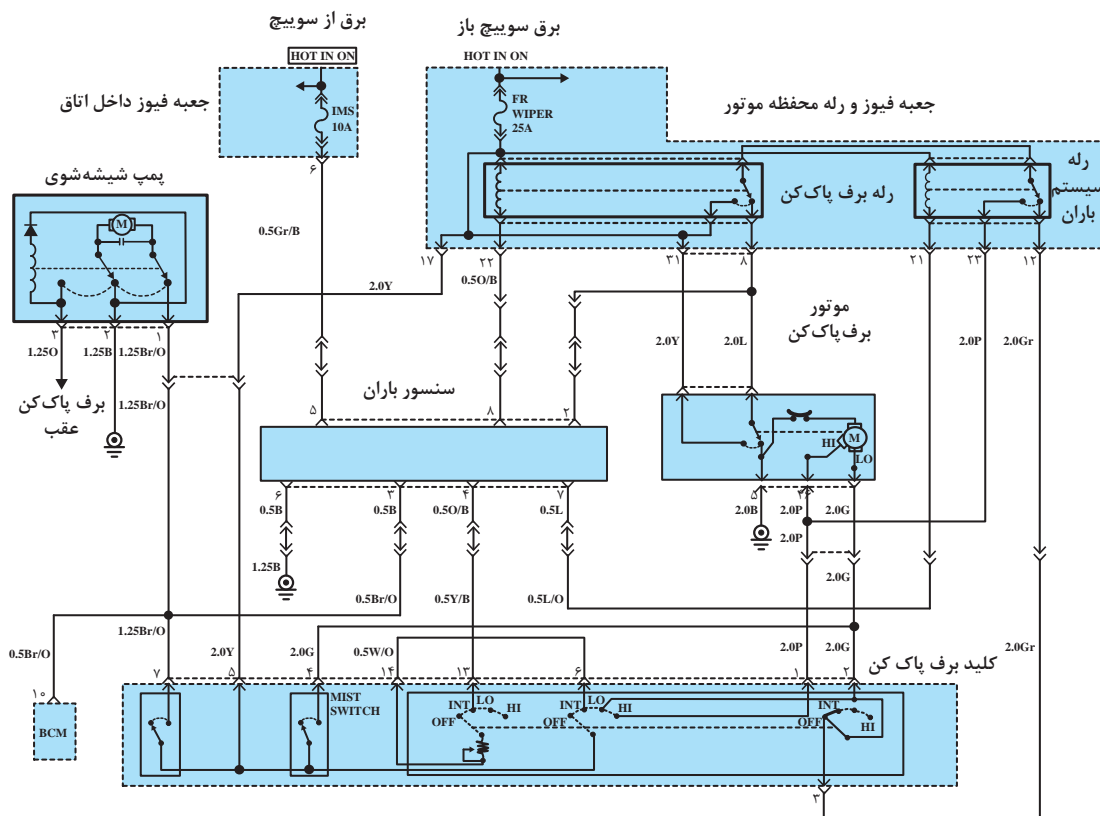 برق از سوییچ
برق سوییچ باز
HOT IN ON
HOT IN ON
جعبه فیوز داخل اتاق
IMS
10A
FR
WIPER
25A
جعبه فیوز و رله محفظه موتور
رله
سیستم
باران
رله برف پاک‌کن
پمپ شیشه‌شوی
M
۶
0.5Gr/B
۱۷
۲۲
۳۱
۸
۲۱
۲۳
۱۲
2.0Y
0.5O/B
موتور
برف پاک‌کن
۳
۲
۱
1.25O
1.25B
1.25Br/O
2.0Y
2.0L
2.0P
2.0Gr
برف پاک‌کن
عقب
1.25Br/O
سنسور باران
۵
۸
۲
M
HI
LO
۶
۳
۴
۷
0.5B
0.5B
0.5O/B
0.5L
۵
2.0B
2.0P
2.0G
2.0P
1.25B
2.0G
0.5Br/O
0.5Y/B
0.5L/O
0.5Br/O
1.25Br/O
2.0Y
2.0G
0.5W/O
2.0P
2.0G
2.0Gr
کلید برف پاک کن
۷
۵
۴
۱۴
۱۳
۶
۱
۲
۱۰
BCM
MIST
SWITCH
OFF
INT
LO
HI
OFF
INT
LO
HI
OFF
INT
HI
۳